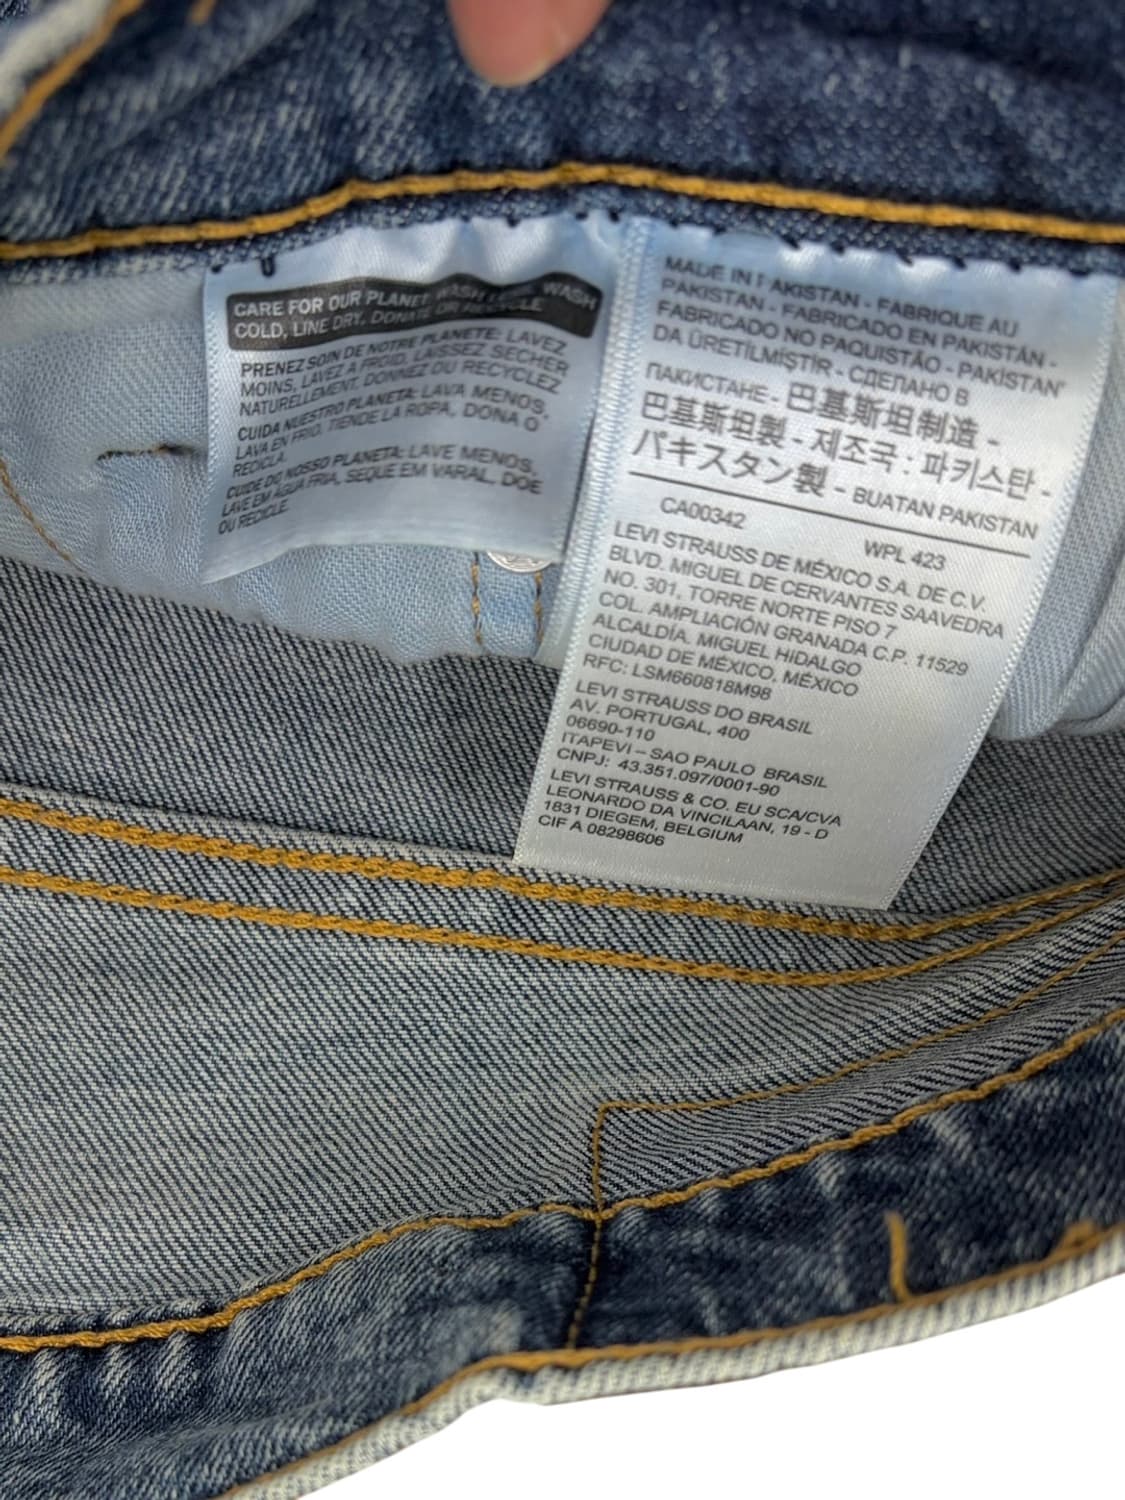 CARE FOR OUR PLANET WASH LESS, WASH
COLD, LINE DRY, DONATE OR RECYCLE
PRENEZ SOIN DE NOTRE PLANETE: LAVEZ
MOINS, LAVEZ A FROID, LAISSEZ SECHER
NATURELLEMENT, DONNEZ OU RECYCLEZ
CUIDA NUESTRO PLANETA: LAVA MENOS,
LAVA EN FRIO, TIENDE LA ROPA, DONA O
RECICLA.
CUIDE DO NOSSO PLANETA: LAVE MENOS,
LAVE EM ÁGUA FRIA, SEQUE EM VARAL, DOE
OU RECICLE.
MADE IN PAKISTAN - FABRIQUE AU
PAKISTAN - FABRICADO EN PAKISTÁN -
FABRICADO NO PAQUISTÃO - PAKİSTAN'
DA ÜRETİLMİŞTİR - СДЕЛАНО В
ПАКИСТАНЕ - 巴基斯坦制造 -
巴基斯坦製 - 제조국 : 파키스탄 -
パキスタン製 - BUATAN PAKISTAN
CA00342 WPL 423
LEVI STRAUSS DE MÉXICO S.A. DE C.V.
BLVD. MIGUEL DE CERVANTES SAAVEDRA
NO. 301, TORRE NORTE PISO 7
COL. AMPLIACIÓN GRANADA C.P. 11529
ALCALDÍA. MIGUEL HIDALGO
CIUDAD DE MÉXICO, MÉXICO
RFC: LSM660818M98
LEVI STRAUSS DO BRASIL
AV. PORTUGAL, 400
06690-110
ITAPEVI – SAO PAULO BRASIL
CNPJ: 43.351.097/0001-90
LEVI STRAUSS & CO. EU SCA/CVA
LEONARDO DA VINCILAAN, 19 - D
1831 DIEGEM, BELGIUM
CIF A 08298606